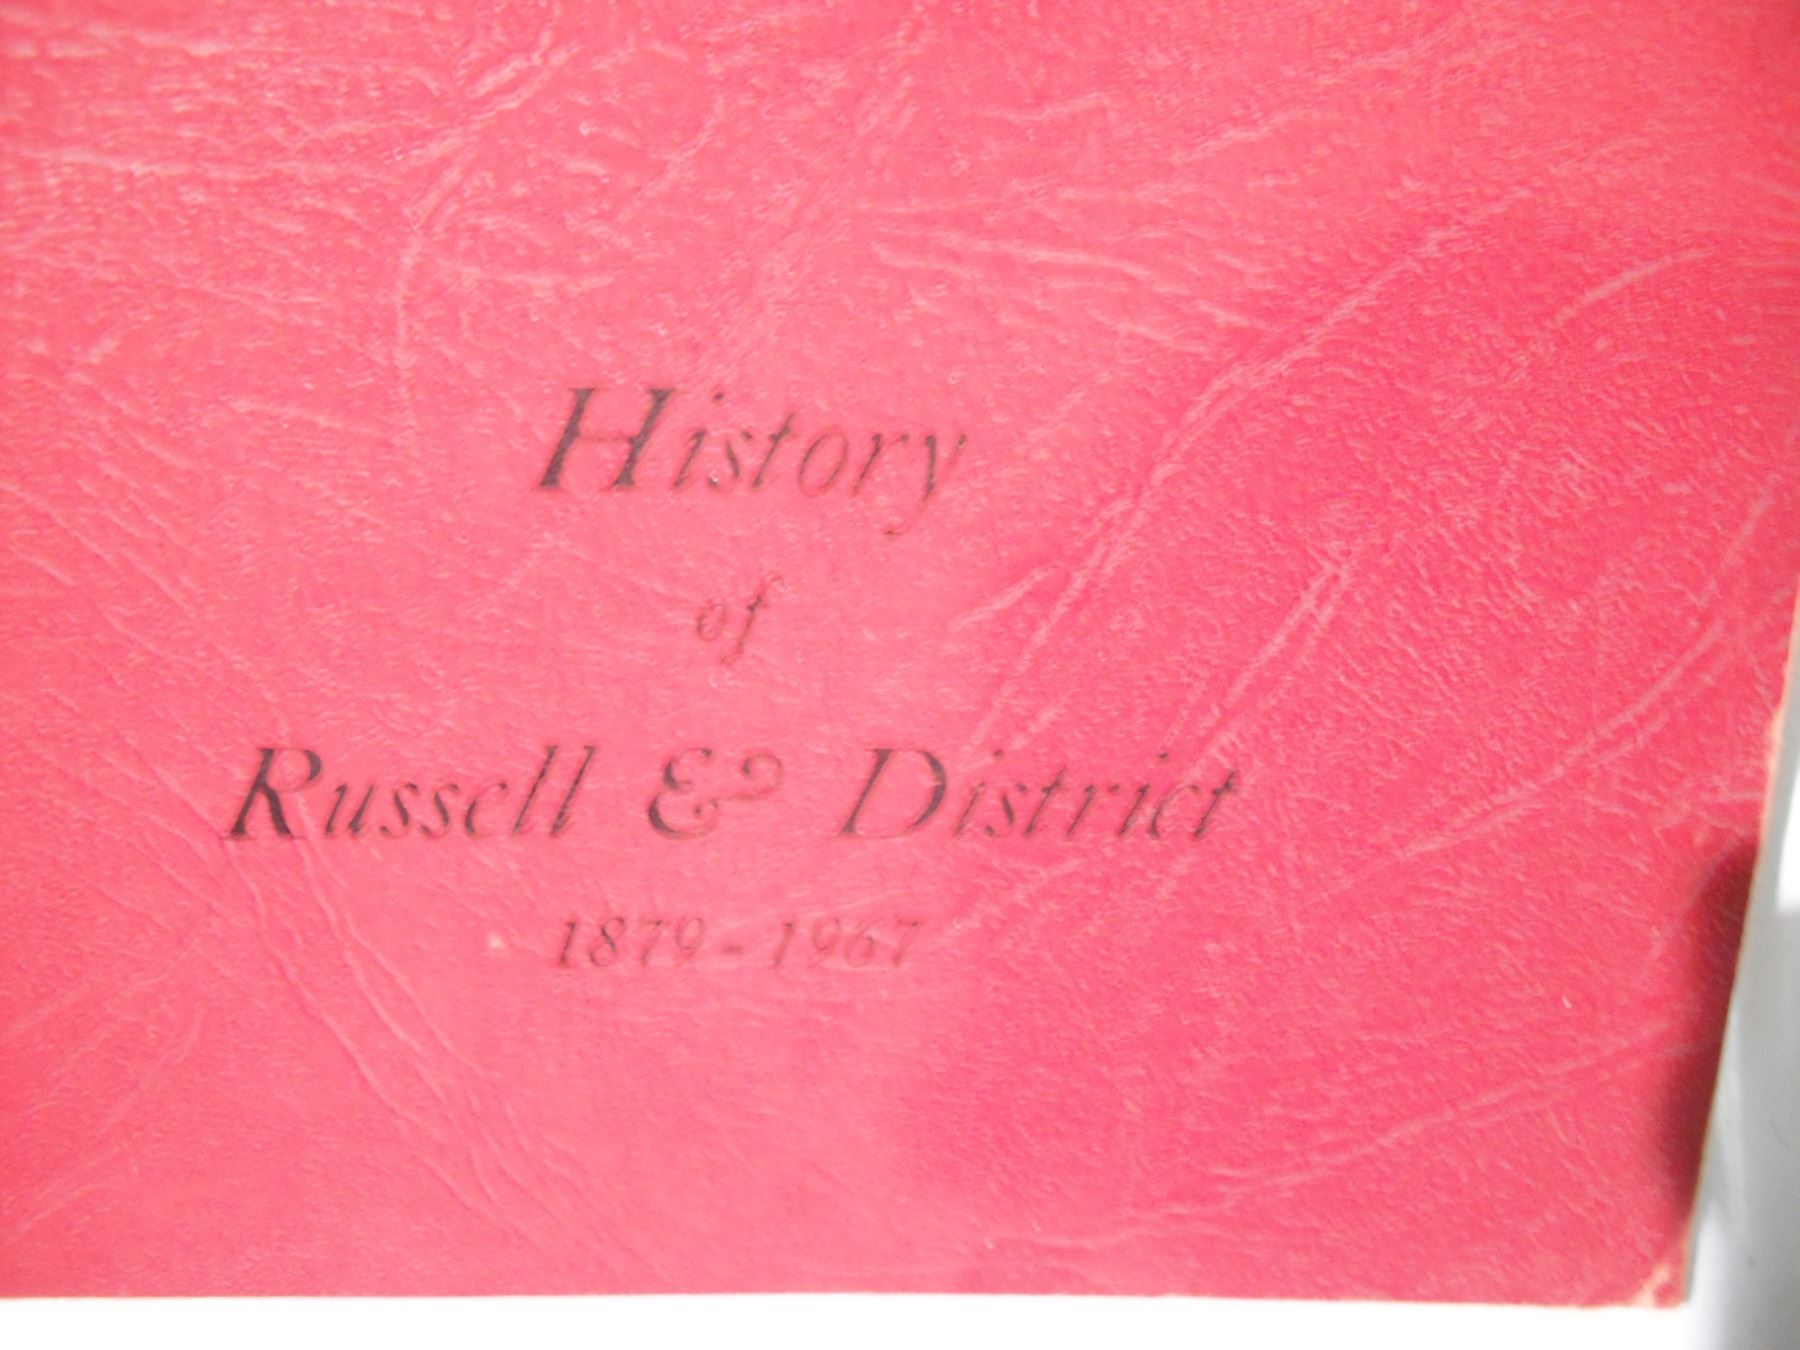 History
of
Russell & District
1879-1967